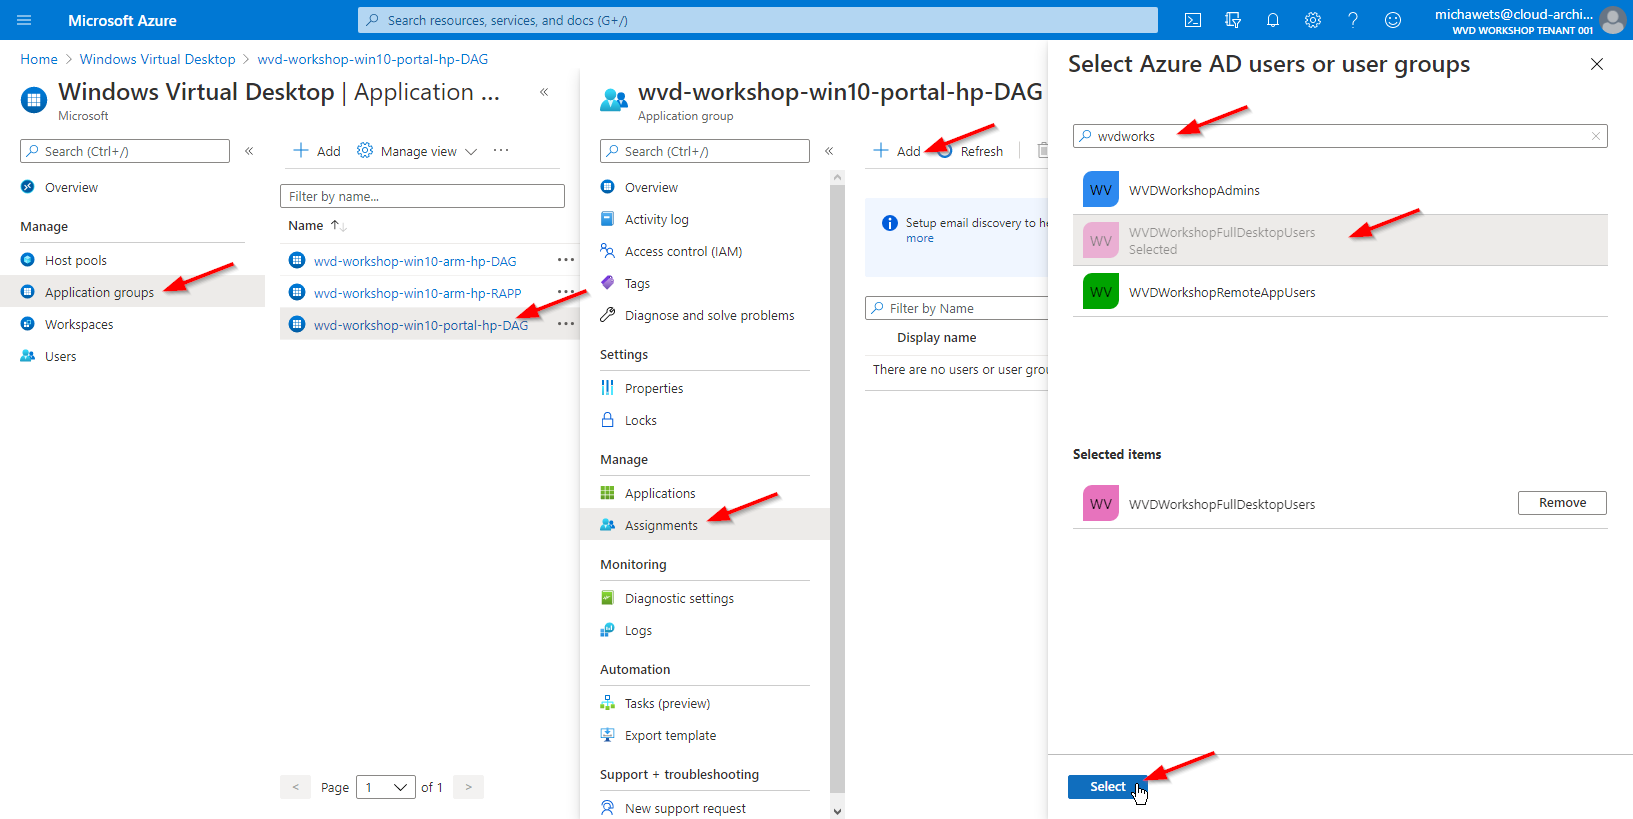 Microsoft Azure
Search resources, services, and docs (G+/)
michawets@cloud-archi...
WVD WORKSHOP TENANT 001
Home > Windows Virtual Desktop > wvd-workshop-win10-portal-hp-DAG
Windows Virtual Desktop | Application ...
Microsoft
Search (Ctrl+/)
Overview
Manage
Host pools
Application groups
Workspaces
Users
Add
Manage view
Filter by name...
Name
wvd-workshop-win10-arm-hp-DAG
wvd-workshop-win10-arm-hp-RAPP
wvd-workshop-win10-portal-hp-DAG
< Page 1 of 1 >
wvd-workshop-win10-portal-hp-DAG
Application group
Search (Ctrl+/)
Overview
Activity log
Access control (IAM)
Tags
Diagnose and solve problems
Settings
Properties
Locks
Manage
Applications
Assignments
Monitoring
Diagnostic settings
Logs
Automation
Tasks (preview)
Export template
Support + troubleshooting
New support request
Add
Refresh
Setup email discovery to he
more
Filter by Name
Display name
There are no users or user grou
Select Azure AD users or user groups
wvdworks
WV WVDWorkshopAdmins
WV WVDWorkshopFullDesktopUsers
Selected
WV WVDWorkshopRemoteAppUsers
Selected items
WV WVDWorkshopFullDesktopUsers
Remove
Select